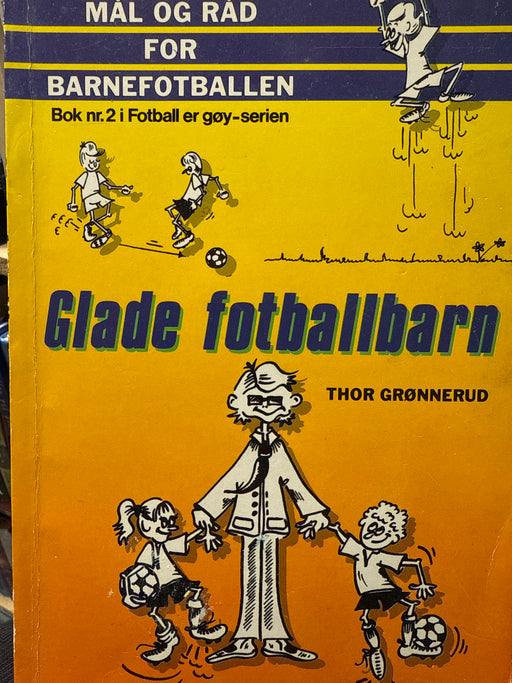 MÅL OG RÅD
FOR
BARNEFOTBALLEN
Bok nr. 2 i Fotball er gøy-serien
Glade fotballbarn
THOR GRØNNERUD